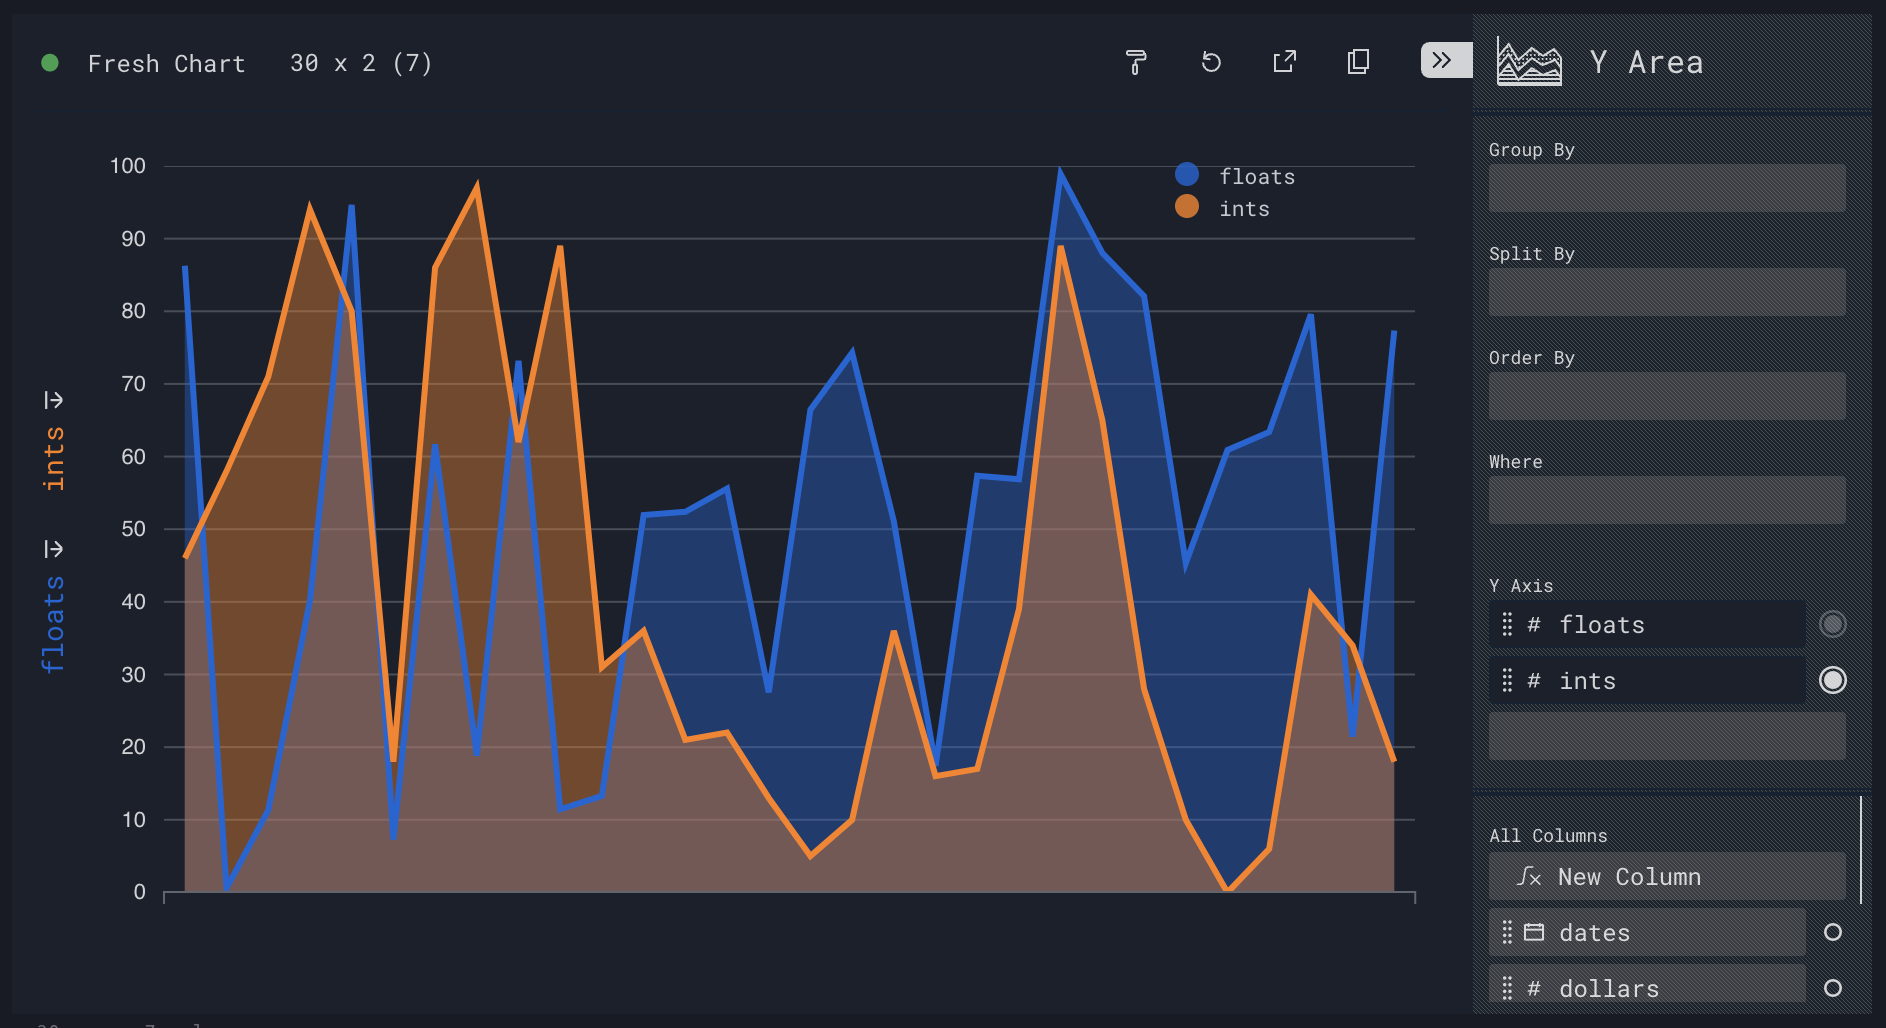 Fresh Chart 30 x 2 (7)
Y Area
floats
ints
100
90
80
70
60
50
40
30
20
10
0
ints
floats
Group By
Split By
Order By
Where
Y Axis
# floats
# ints
All Columns
New Column
dates
# dollars